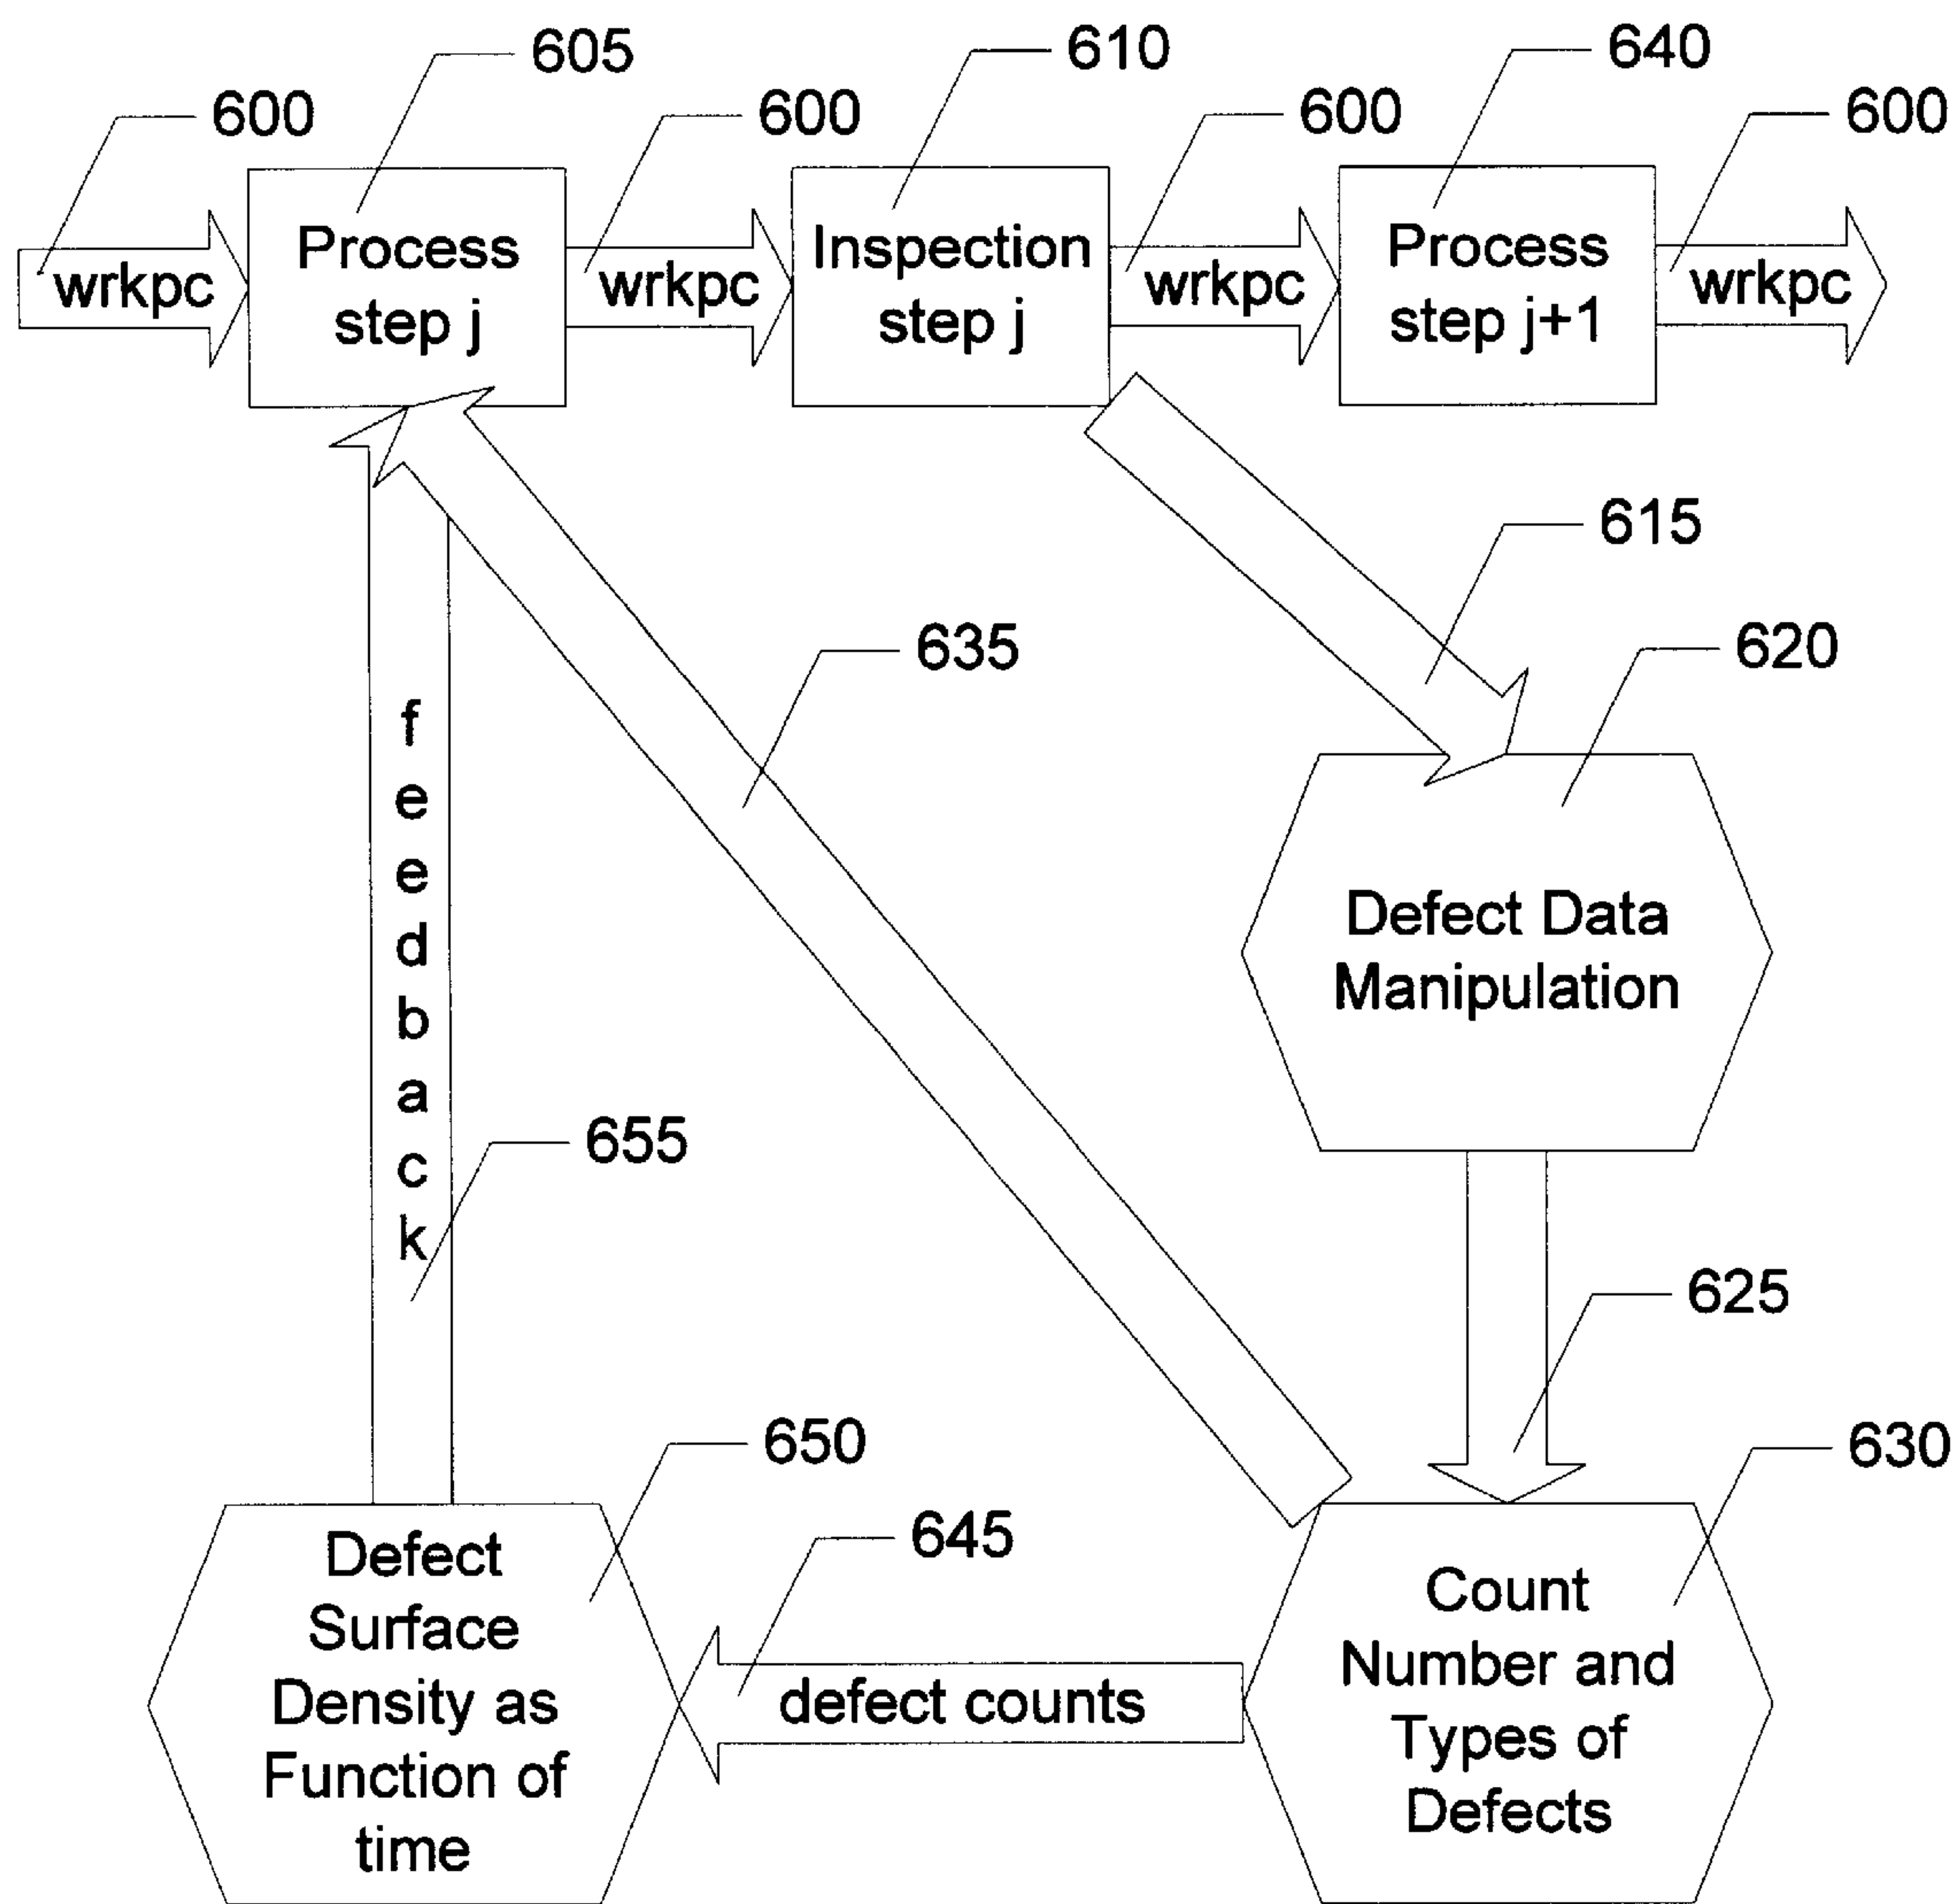 605
610
640
600
600
600
600
wrkpc
Process
step j
wrkpc
Inspection
step j
wrkpc
Process
step j+1
wrkpc
615
635
620
feedback
Defect Data
Manipulation
655
625
650
630
645
Defect
Surface
Density as
Function of
time
defect counts
Count
Number and
Types of
Defects